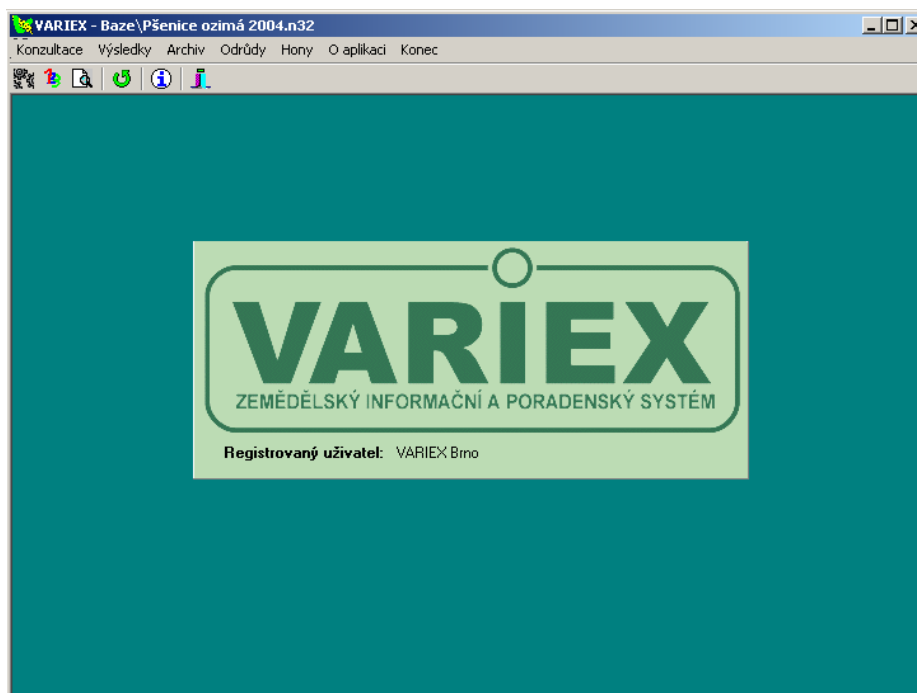 VARIEX - Baze\Pšenice ozimá 2004.n32
Konzultace Výsledky Archiv Odrůdy Hony O aplikaci Konec
VARIEX
ZEMĚDĚLSKÝ INFORMAČNÍ A PORADENSKÝ SYSTÉM
Registrovaný uživatel: VARIEX Brno